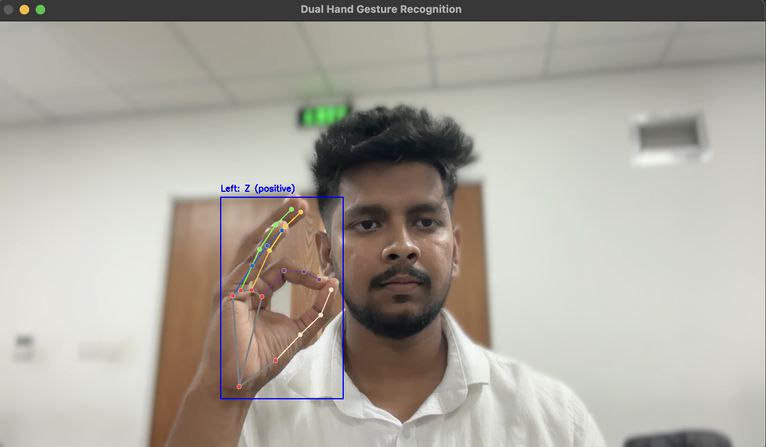 Dual Hand Gesture Recognition
Left: Z (positive)